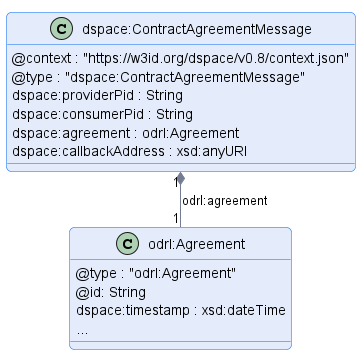 C dspace:ContractAgreementMessage
@context : "https://w3id.org/dspace/v0.8/context.json"
@type : "dspace:ContractAgreementMessage"
dspace:providerPid : String
dspace:consumerPid : String
dspace:agreement : odrl:Agreement
dspace:callbackAddress : xsd:anyURI
1
odrl:agreement
1
C odrl:Agreement
@type : "odrl:Agreement"
@id: String
dspace:timestamp : xsd:dateTime
...